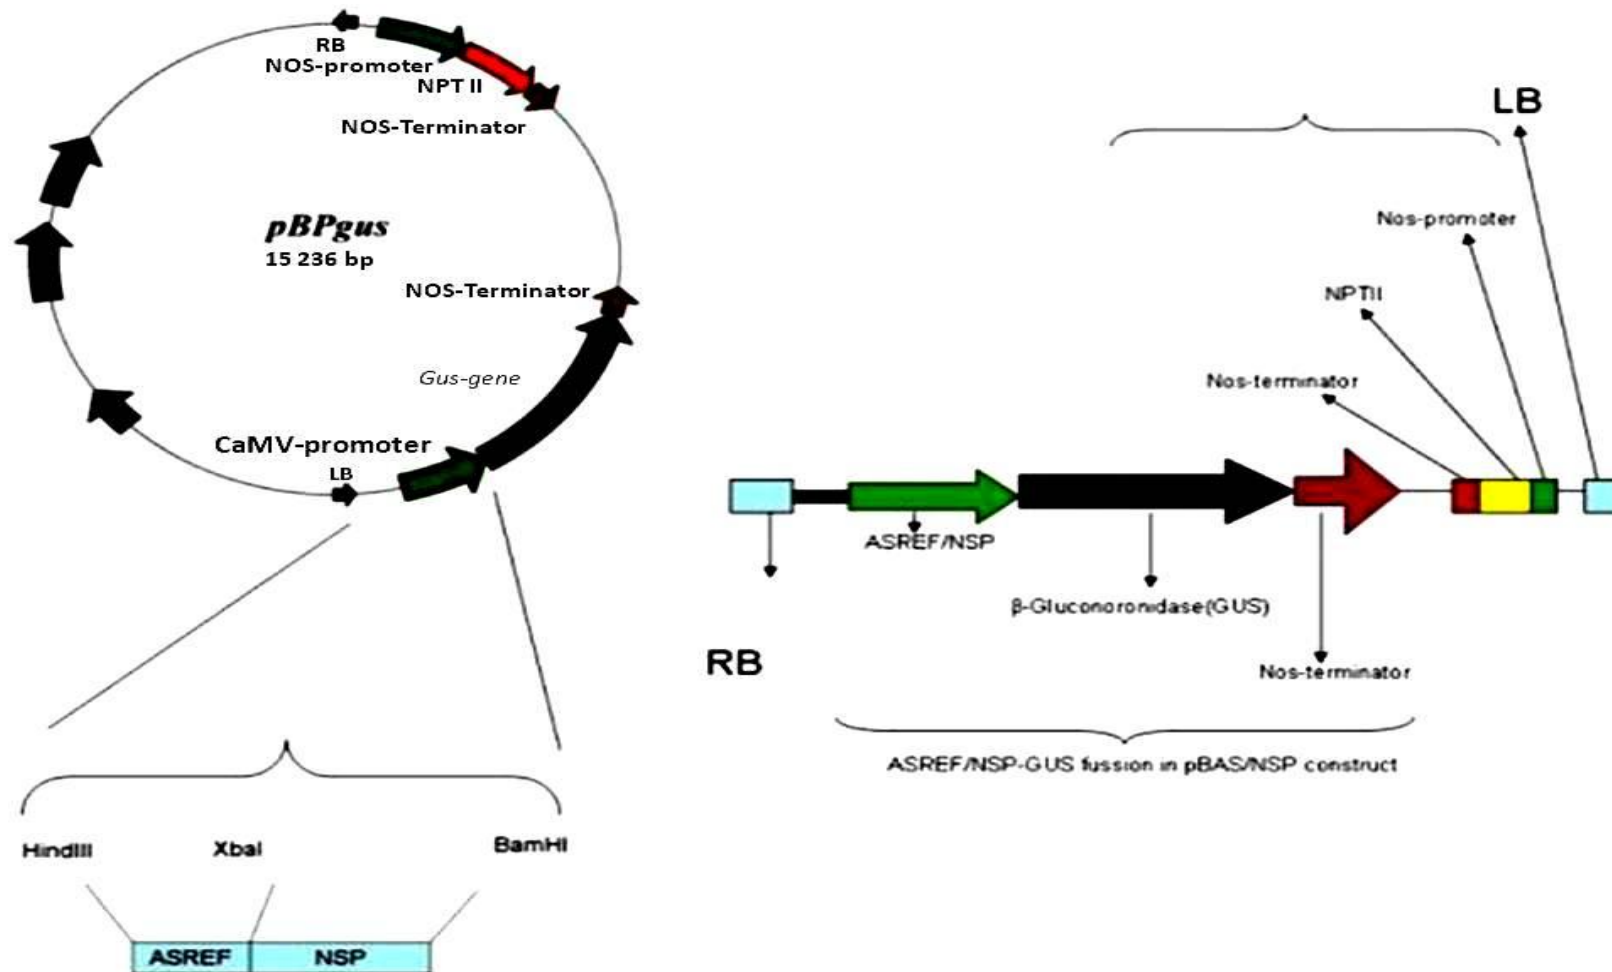 RB
NOS-promoter
NPT II
NOS-Terminator
pBPgus
15 236 bp
NOS-Terminator
Gus-gene
CaMV-promoter
LB
HindIII
XbaI
BamHI
ASREF
NSP
LB
Nos-promoter
NPTII
Nos-terminator
ASREF/NSP
β-Gluconoronidase(GUS)
RB
Nos-terminator
ASREF/NSP-GUS fussion in pBAS/NSP construct